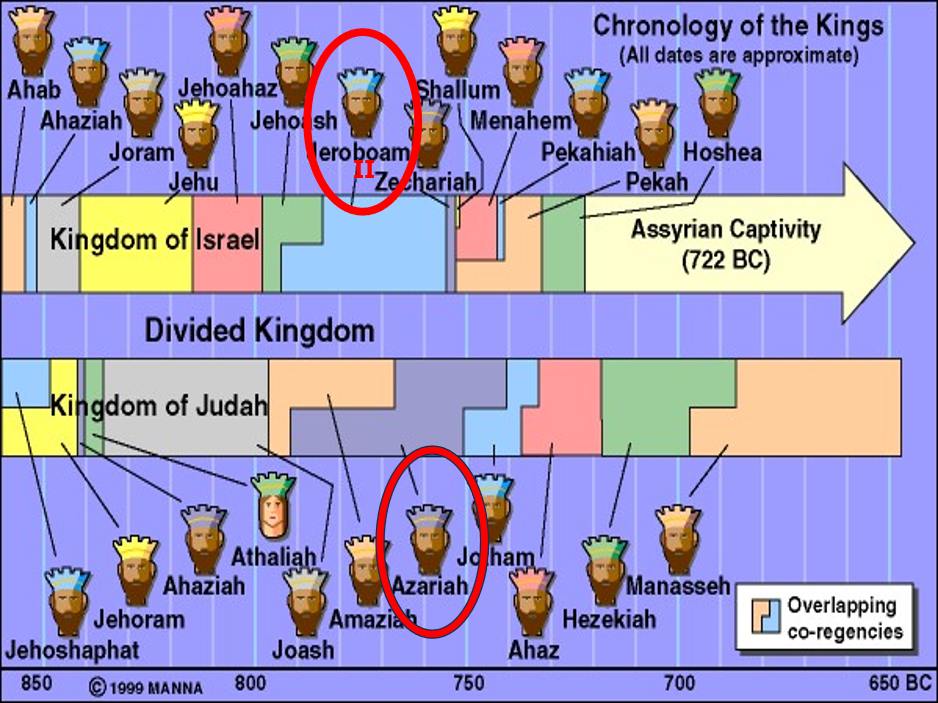 Chronology of the Kings
(All dates are approximate)
Ahab
Ahaziah
Joram
Jehu
Jehoahaz
Jehoash
Jeroboam
II
Zechariah
Shallum
Menahem
Pekahiah
Pekah
Hoshea
Kingdom of Israel
Assyrian Captivity
(722 BC)
Divided Kingdom
Kingdom of Judah
Jehoshaphat
Jehoram
Ahaziah
Athaliah
Joash
Amaziah
Azariah
Jotham
Ahaz
Hezekiah
Manasseh
Overlapping
co-regencies
850 © 1999 MANNA 800 750 700 650 BC